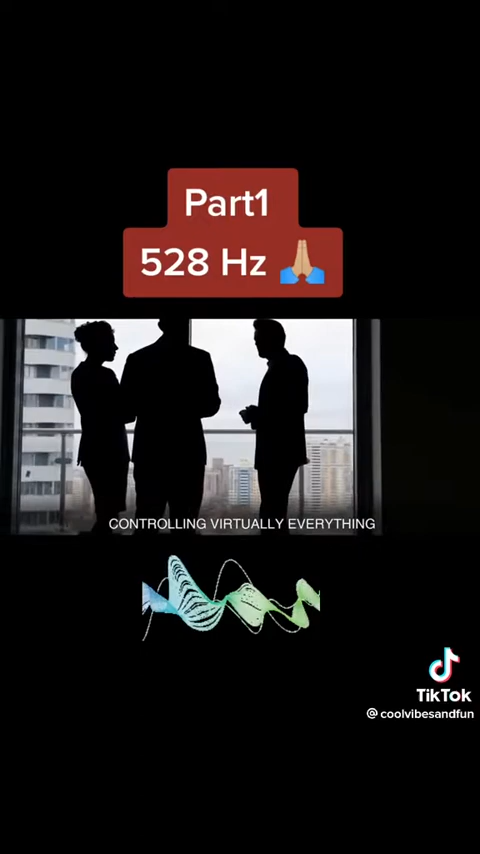 Part1
528 Hz 🙏🏼
CONTROLLING VIRTUALLY EVERYTHING
TikTok
@coolvibesandfun